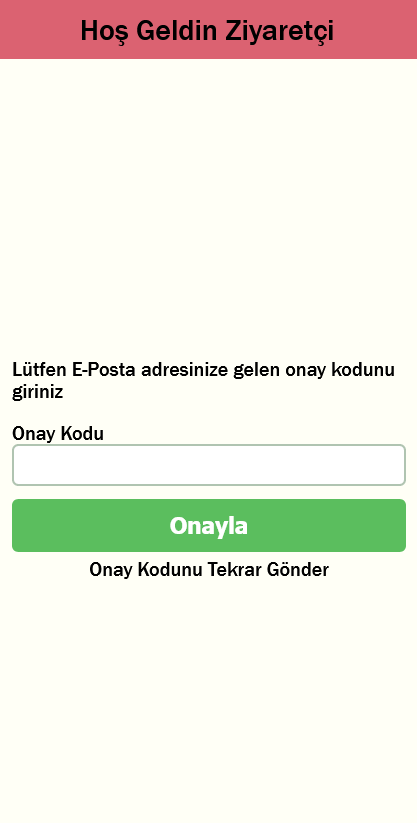 Hoş Geldin Ziyaretçi
Lütfen E-Posta adresinize gelen onay kodunu
giriniz
Onay Kodu
Onayla
Onay Kodunu Tekrar Gönder